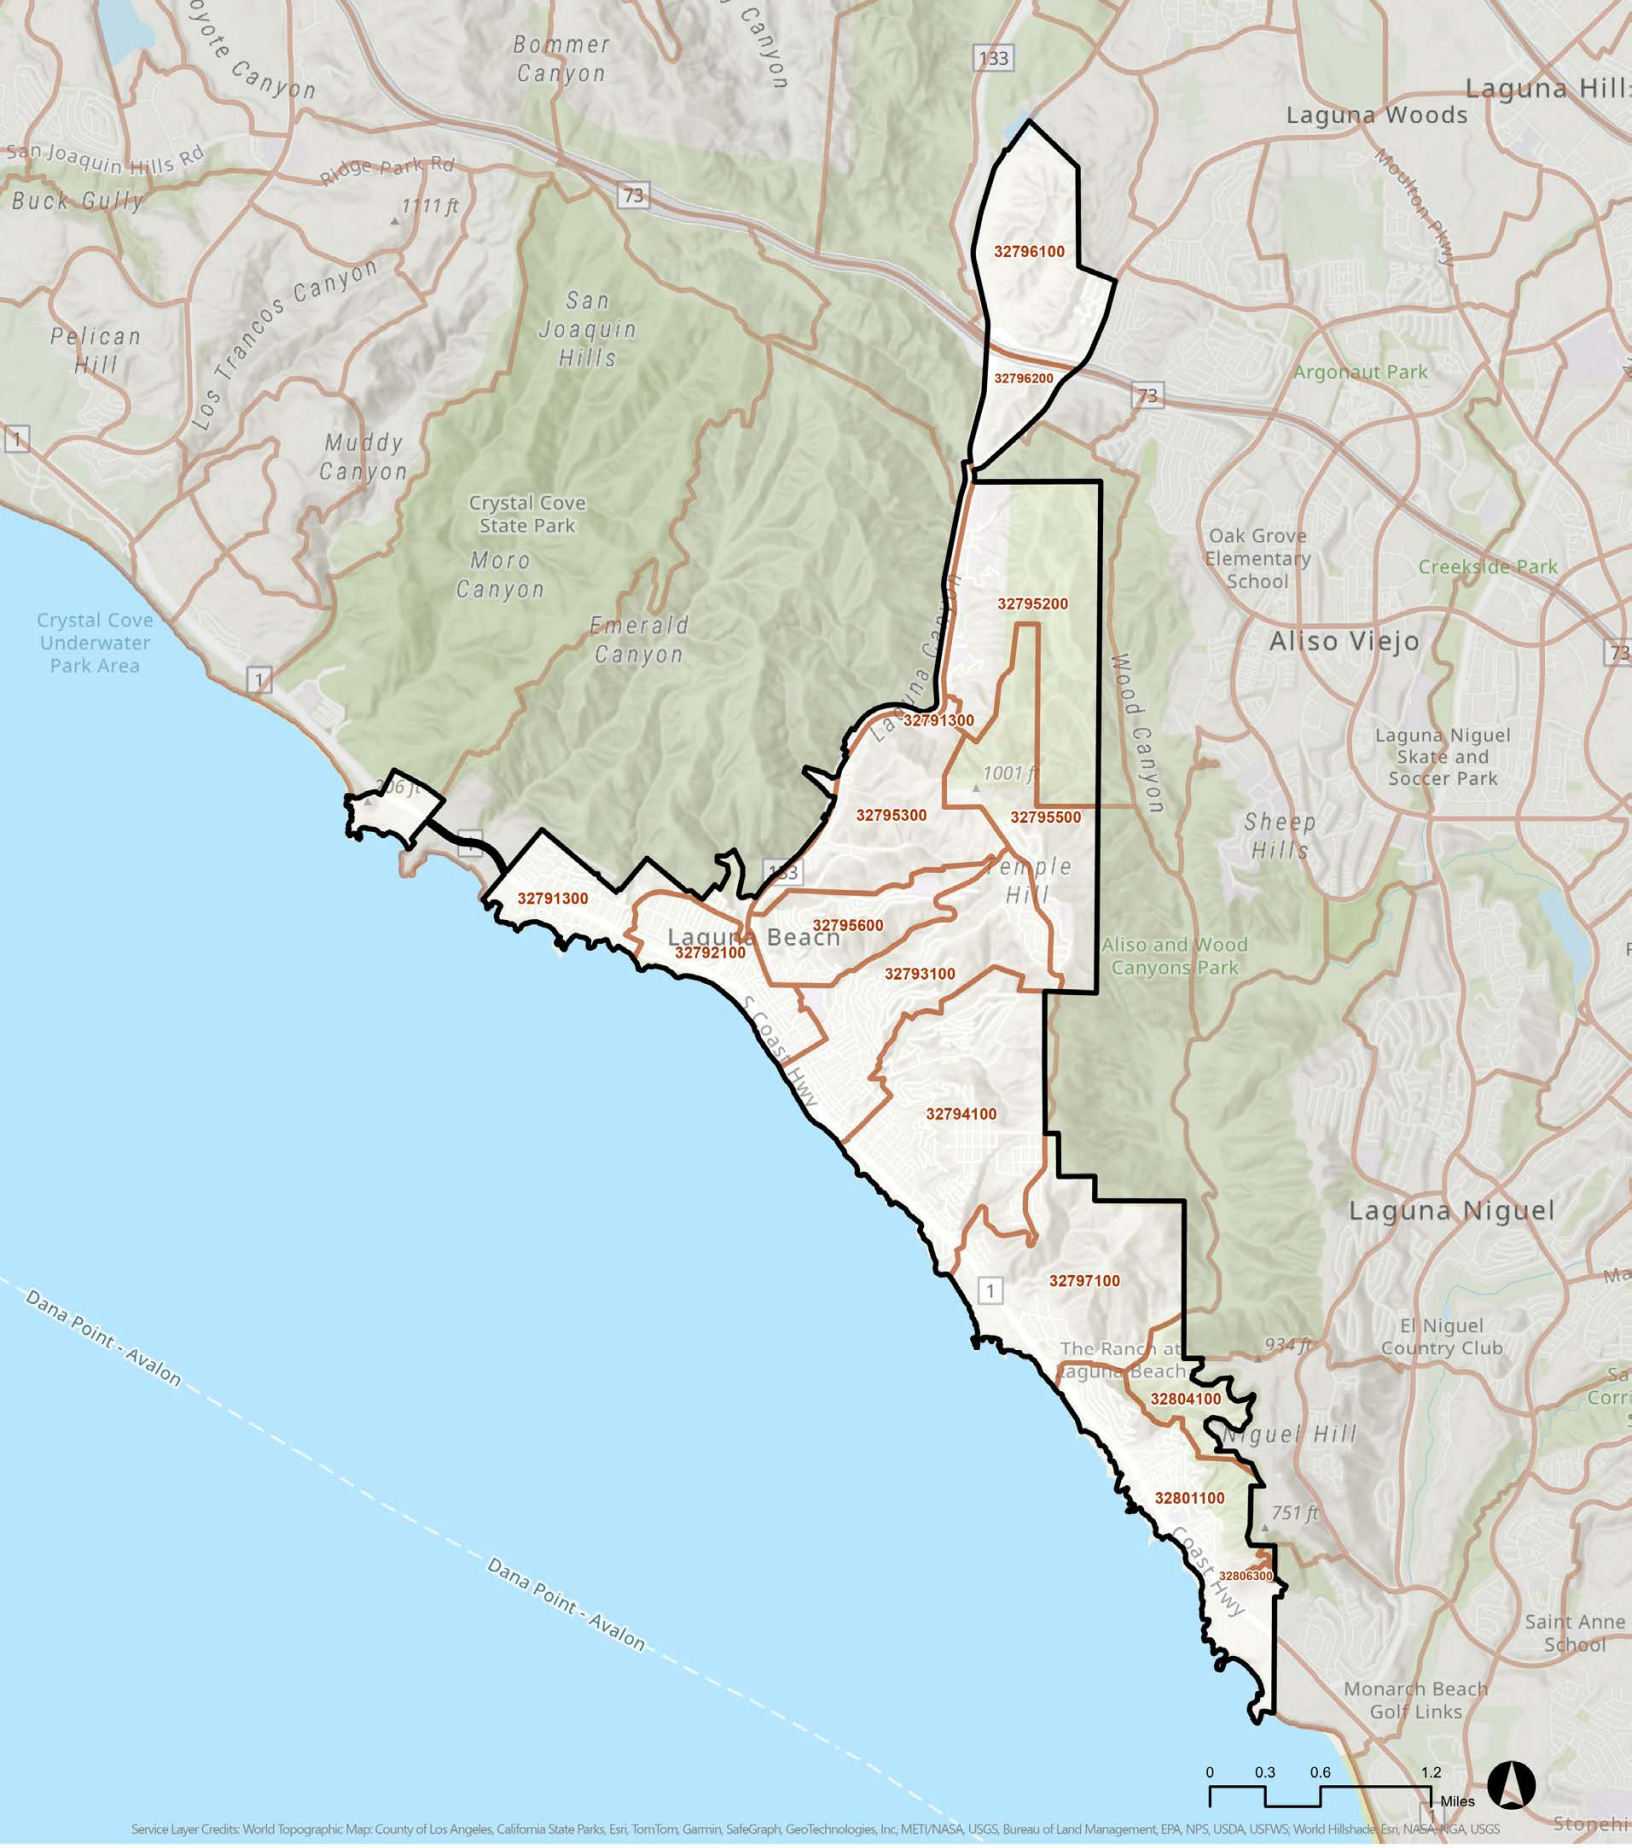 Coyote Canyon
Bommer
Canyon
Canyon
133
Laguna Hills
Laguna Woods
San Joaquin Hills Rd
Ridge Park Rd
Moulton Pkwy
73
Buck Gully
1111 ft
32796100
Los Trancos Canyon
San
Joaquin
Hills
Pelican
Hill
32796200
Argonaut Park
73
1
Muddy
Canyon
Crystal Cove
State Park
Oak Grove
Elementary
School
Moro
Canyon
Creekside Park
32795200
Crystal Cove
Underwater
Park Area
Emerald
Canyon
Laguna Canyon
Aliso Viejo
73
1
Wood Canyon
32791300
Laguna Niguel
Skate and
Soccer Park
1001 ft
32795300
32795500
Sheep
Hills
1
133
Temple
Hill
32791300
32795600
Laguna Beach
32792100
Aliso and Wood
Canyons Park
32793100
S Coast Hwy
32794100
Laguna Niguel
32797100
1
Dana Point - Avalon
El Niguel
Country Club
The Ranch at
Laguna Beach
934 ft
32804100
Niguel Hill
32801100
751 ft
Coast Hwy
32806300
Dana Point - Avalon
Saint Anne
School
Monarch Beach
Golf Links
0 0.3 0.6 1.2
Miles
1
Service Layer Credits: World Topographic Map: County of Los Angeles, California State Parks, Esri, TomTom, Garmin, SafeGraph, GeoTechnologies, Inc, METI/NASA, USGS, Bureau of Land Management, EPA, NPS, USDA, USFWS; World Hillshade: Esri, NASA, NGA, USGS